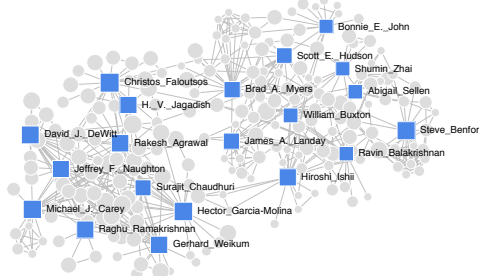 Bonnie_E._John
Scott_E._Hudson
Shumin_Zhai
Christos_Faloutsos
Brad_A._Myers
Abigail_Sellen
H._V._Jagadish
William_Buxton
David_J._DeWitt
Steve_Benfor
Rakesh_Agrawal
James_A._Landay
Ravin_Balakrishnan
Jeffrey_F._Naughton
Hiroshi_Ishii
Surajit_Chaudhuri
Michael_J._Carey
Hector_Garcia-Molina
Raghu_Ramakrishnan
Gerhard_Weikum